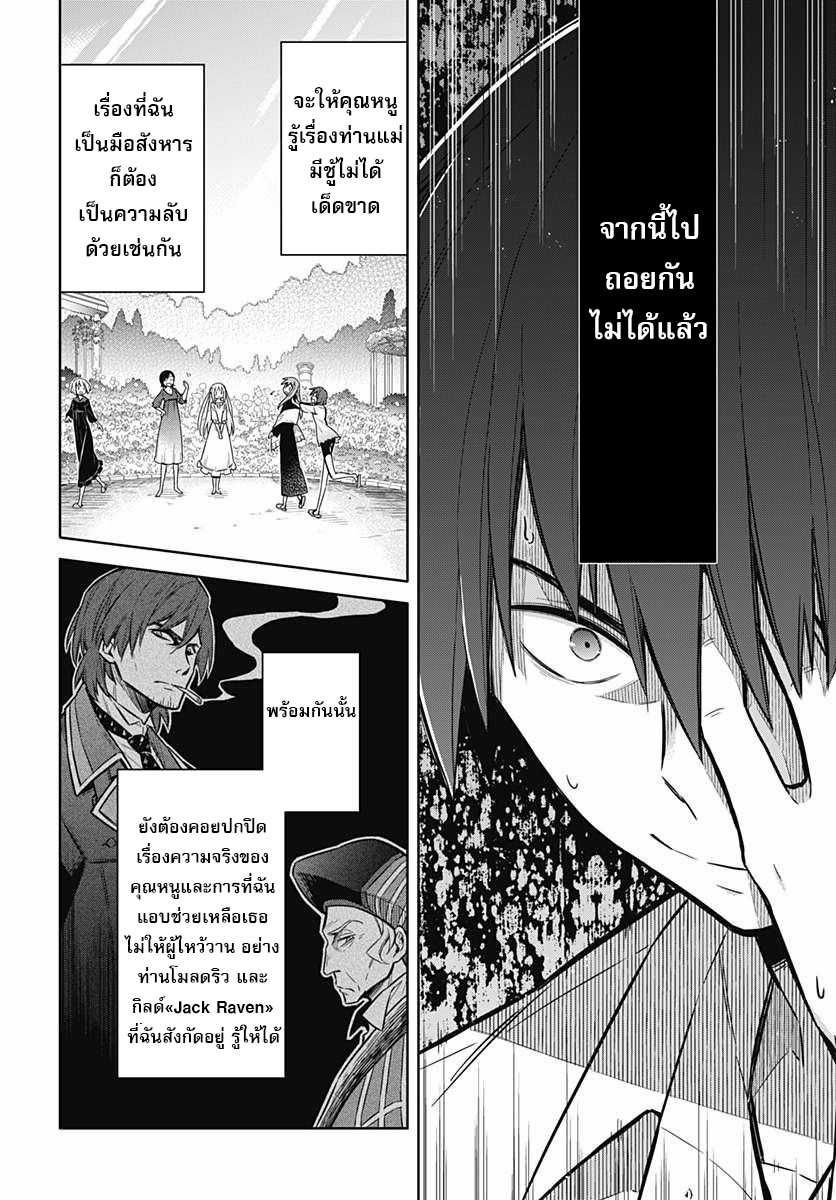 จากนี้ไป
ถอยกัน
ไม่ได้แล้ว
จะให้คุณหนู
รู้เรื่องท่านแม่
มีชู้ไม่ได้
เด็ดขาด
เรื่องที่ฉัน
เป็นมือสังหาร
ก็ต้อง
เป็นความลับ
ด้วยเช่นกัน
พร้อมกันนั้น
ยังต้องคอยปกปิด
เรื่องความจริงของ
คุณหนูและการที่ฉัน
แอบช่วยเหลือเธอ
ไม่ให้ผู้ไหว้วาน อย่าง
ท่านโมลดริว และ
กิลด์«Jack Raven»
ที่ฉันสังกัดอยู่ รู้ให้ได้